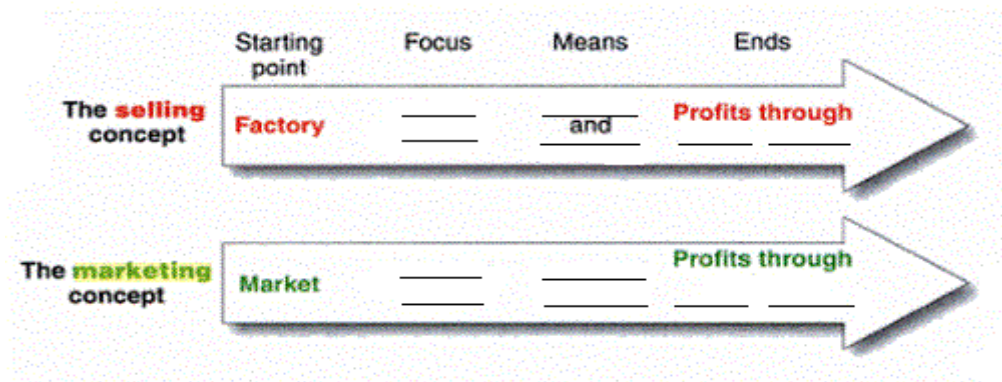 Starting point
Focus
Means
Ends
The selling concept
Factory
and
Profits through
The marketing concept
Market
Profits through